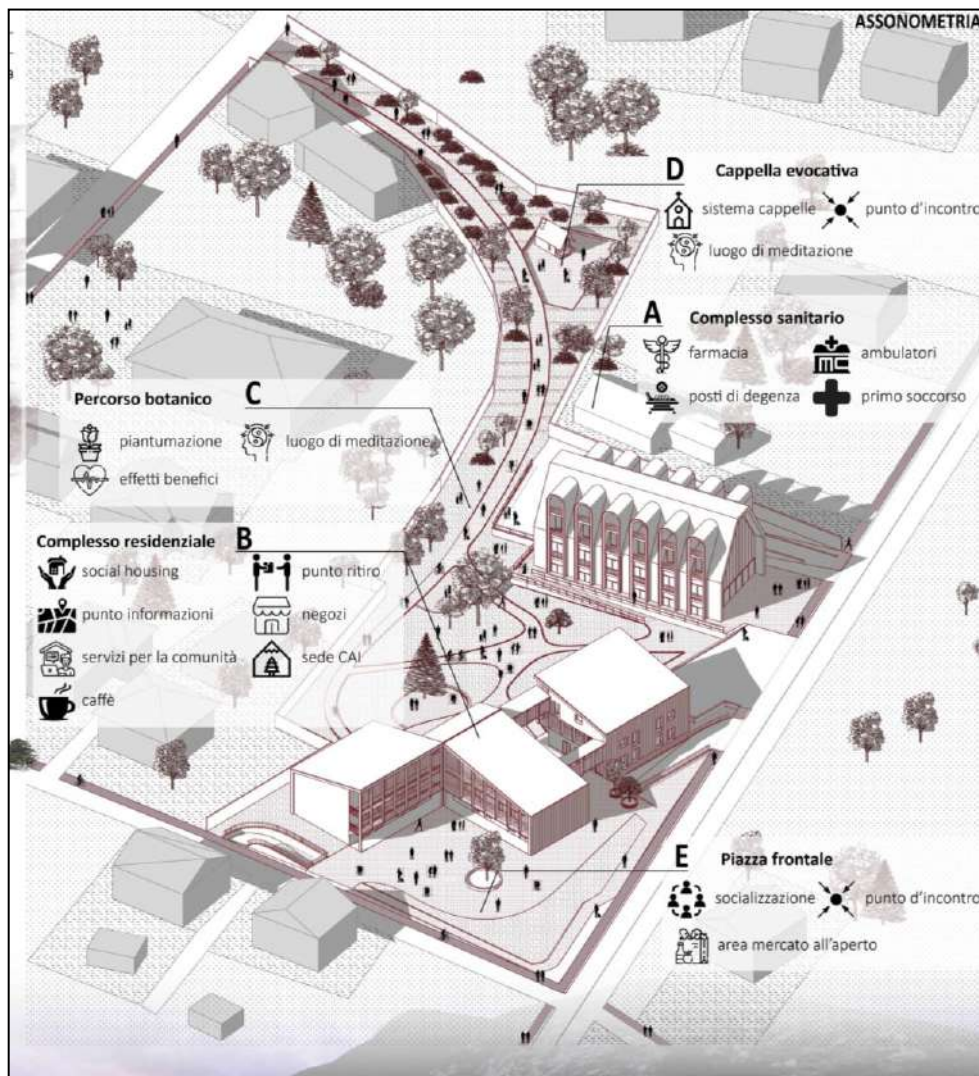 ASSONOMETRIA
a
D Cappella evocativa
sistema cappelle punto d'incontro
luogo di meditazione
A Complesso sanitario
farmacia ambulatori
posti di degenza primo soccorso
Percorso botanico C
piantumazione luogo di meditazione
effetti benefici
Complesso residenziale B
social housing punto ritiro
punto informazioni negozi
servizi per la comunità sede CAI
caffè
E Piazza frontale
socializzazione punto d'incontro
area mercato all'aperto